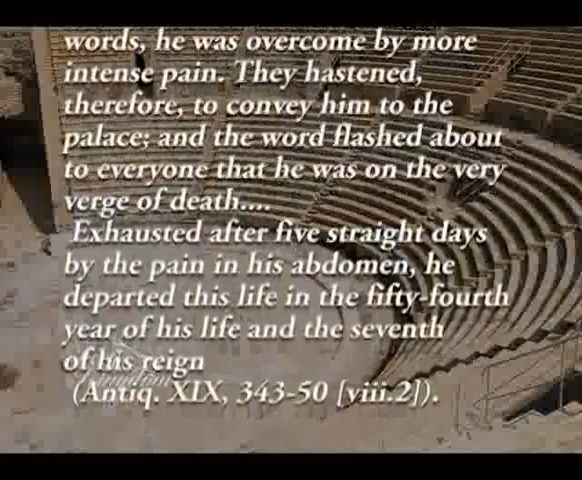 words, he was overcome by more
intense pain. They hastened,
therefore, to convey him to the
palace; and the word flashed about
to everyone that he was on the very
verge of death....
Exhausted after five straight days
by the pain in his abdomen, he
departed this life in the fifty-fourth
year of his life and the seventh
of his reign
(Antiq. XIX, 343-50 [viii.2]).